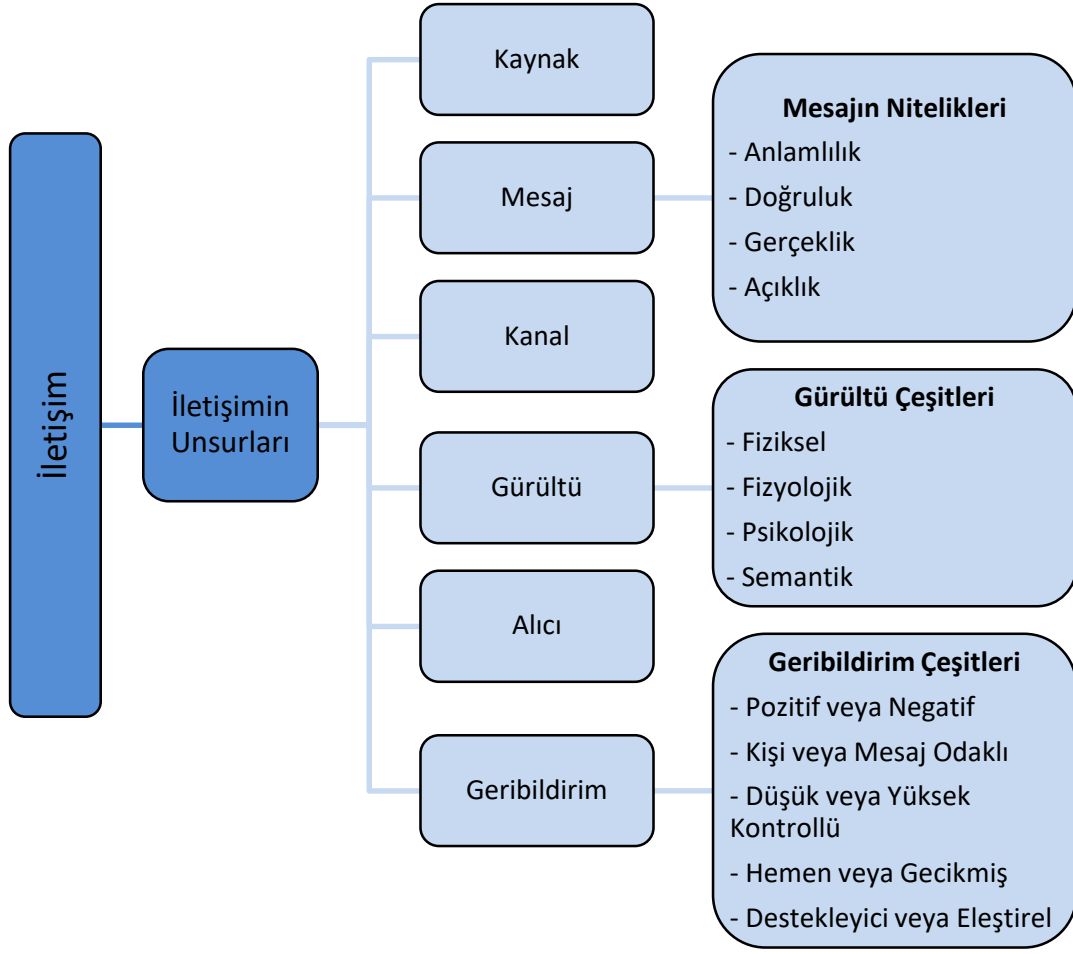 İletişim
İletişimin
Unsurları
Kaynak
Mesaj
Kanal
Gürültü
Alıcı
Geribildirim
Mesajın Nitelikleri
- Anlamlılık
- Doğruluk
- Gerçeklik
- Açıklık
Gürültü Çeşitleri
- Fiziksel
- Fizyolojik
- Psikolojik
- Semantik
Geribildirim Çeşitleri
- Pozitif veya Negatif
- Kişi veya Mesaj Odaklı
- Düşük veya Yüksek
Kontrollü
- Hemen veya Gecikmiş
- Destekleyici veya Eleştirel